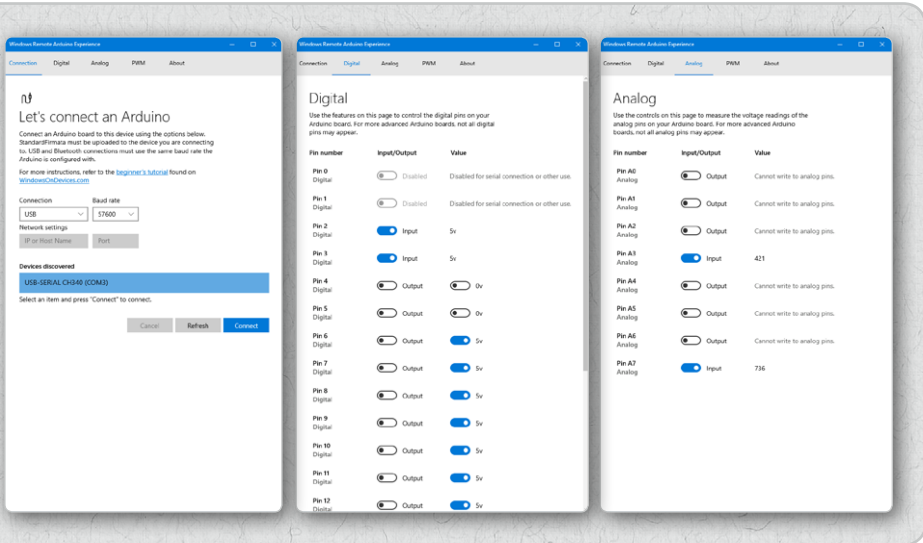 Windows Remote Arduino Experience
Connection Digital Analog PWM About
Let's connect an Arduino
Connect an Arduino board to this device using the options below.
StandardFirmata must be uploaded to the device you are connecting
to. USB and Bluetooth connections must use the same baud rate the
Arduino is configured with.
For more instructions, refer to the beginner's tutorial found on
WindowsOnDevices.com
Connection Baud rate
USB 57600
Network settings
IP or Host Name Port
Devices discovered
USB-SERIAL CH340 (COM3)
Select an item and press "Connect" to connect.
Cancel Refresh Connect
Windows Remote Arduino Experience
Connection Digital Analog PWM About
Digital
Use the features on this page to control the digital pins on your
Arduino board. For more advanced Arduino boards, not all digital
pins may appear.
Pin number Input/Output Value
Pin 0
Digital Disabled Disabled for serial connection or other use.
Pin 1
Digital Disabled Disabled for serial connection or other use.
Pin 2
Digital Input 5v
Pin 3
Digital Input 5v
Pin 4
Digital Output 0v
Pin 5
Digital Output 0v
Pin 6
Digital Output 5v
Pin 7
Digital Output 5v
Pin 8
Digital Output 5v
Pin 9
Digital Output 5v
Pin 10
Digital Output 5v
Pin 11
Digital Output 5v
Pin 12
Digital Output 5v
Windows Remote Arduino Experience
Connection Digital Analog PWM About
Analog
Use the controls on this page to measure the voltage readings of the
analog pins on your Arduino board. For more advanced Arduino
boards, not all analog pins may appear.
Pin number Input/Output Value
Pin A0
Analog Output Cannot write to analog pins.
Pin A1
Analog Output Cannot write to analog pins.
Pin A2
Analog Output Cannot write to analog pins.
Pin A3
Analog Input 421
Pin A4
Analog Output Cannot write to analog pins.
Pin A5
Analog Output Cannot write to analog pins.
Pin A6
Analog Output Cannot write to analog pins.
Pin A7
Analog Input 736